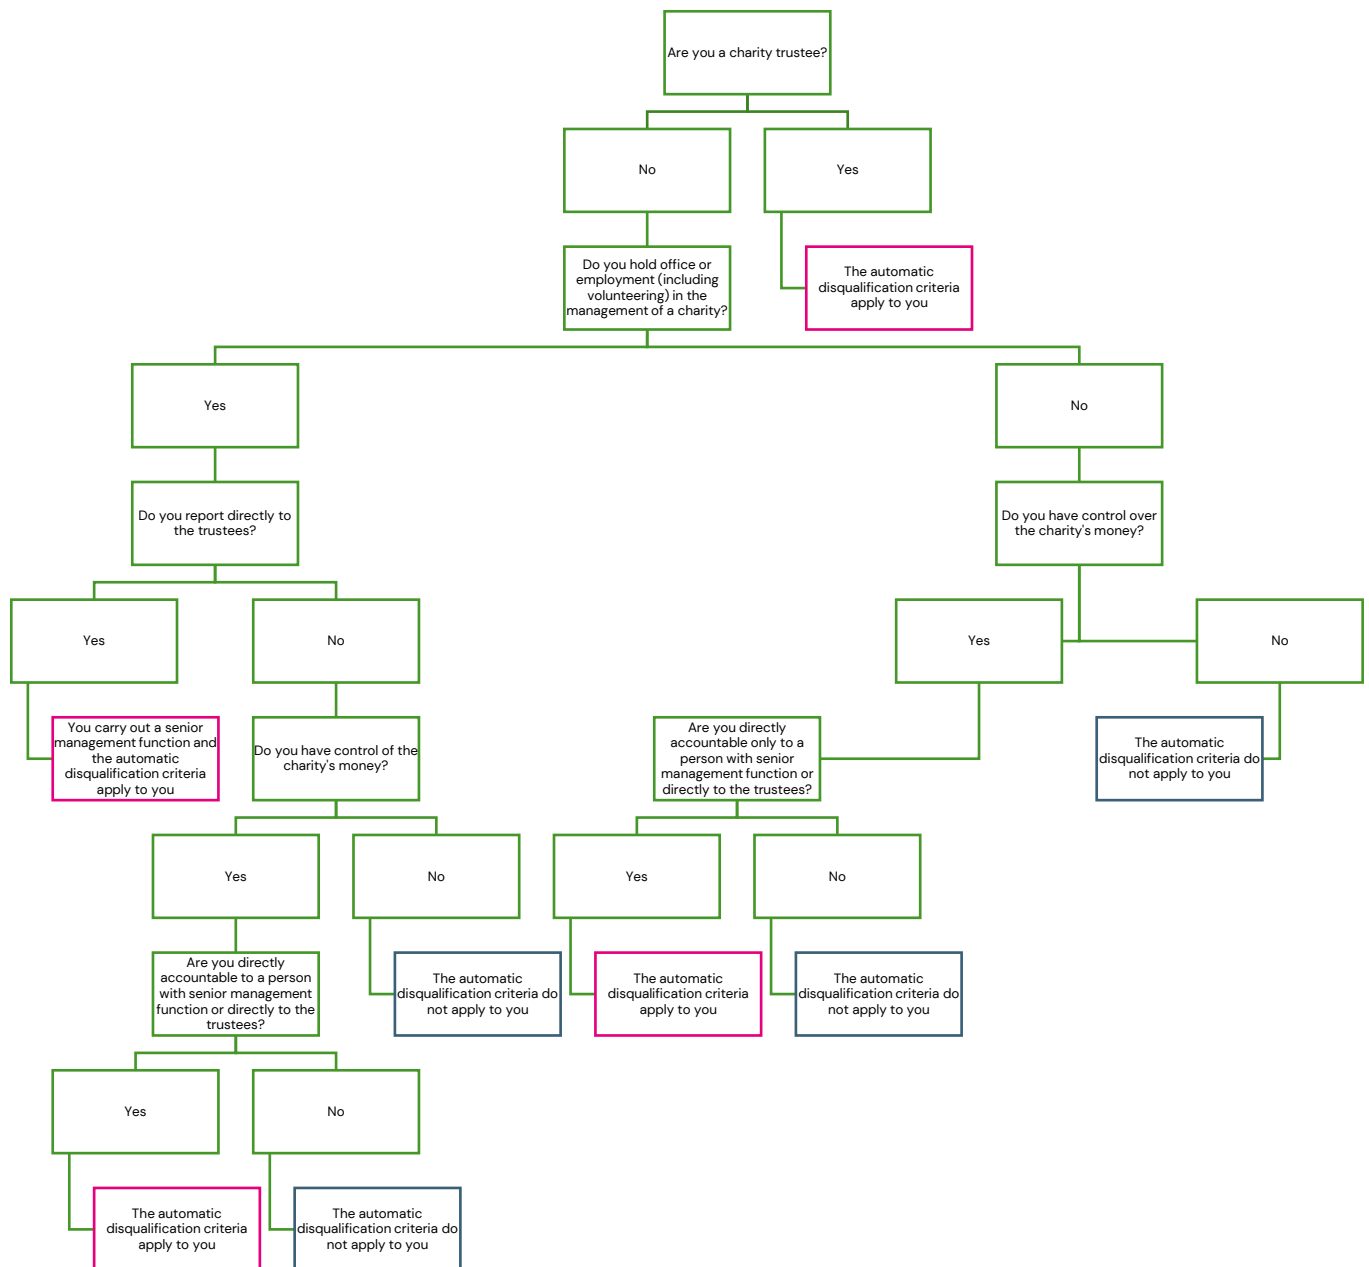 Are you a charity trustee?
No
Yes
Do you hold office or
employment (including
volunteering) in the
management of a charity?
The automatic
disqualification criteria
apply to you
Yes
No
Do you report directly to
the trustees?
Do you have control over
the charity's money?
Yes
No
Yes
No
You carry out a senior
management function and
the automatic
disqualification criteria
apply to you
Do you have control of the
charity's money?
Are you directly
accountable only to a
person with senior
management function or
directly to the trustees?
The automatic
disqualification criteria do
not apply to you
Yes
No
Yes
No
Are you directly
accountable to a person
with senior management
function or directly to the
trustees?
The automatic
disqualification criteria do
not apply to you
The automatic
disqualification criteria
apply to you
The automatic
disqualification criteria do
not apply to you
Yes
No
The automatic
disqualification criteria
apply to you
The automatic
disqualification criteria do
not apply to you